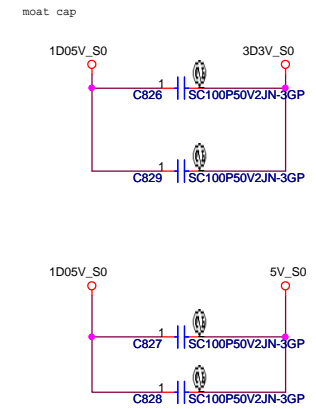 moat cap
1D05V_S0 3D3V_S0
1
C826 SC100P50V2JN-3GP
1
C829 SC100P50V2JN-3GP
1D05V_S0 5V_S0
1
C827 SC100P50V2JN-3GP
1
C828 SC100P50V2JN-3GP